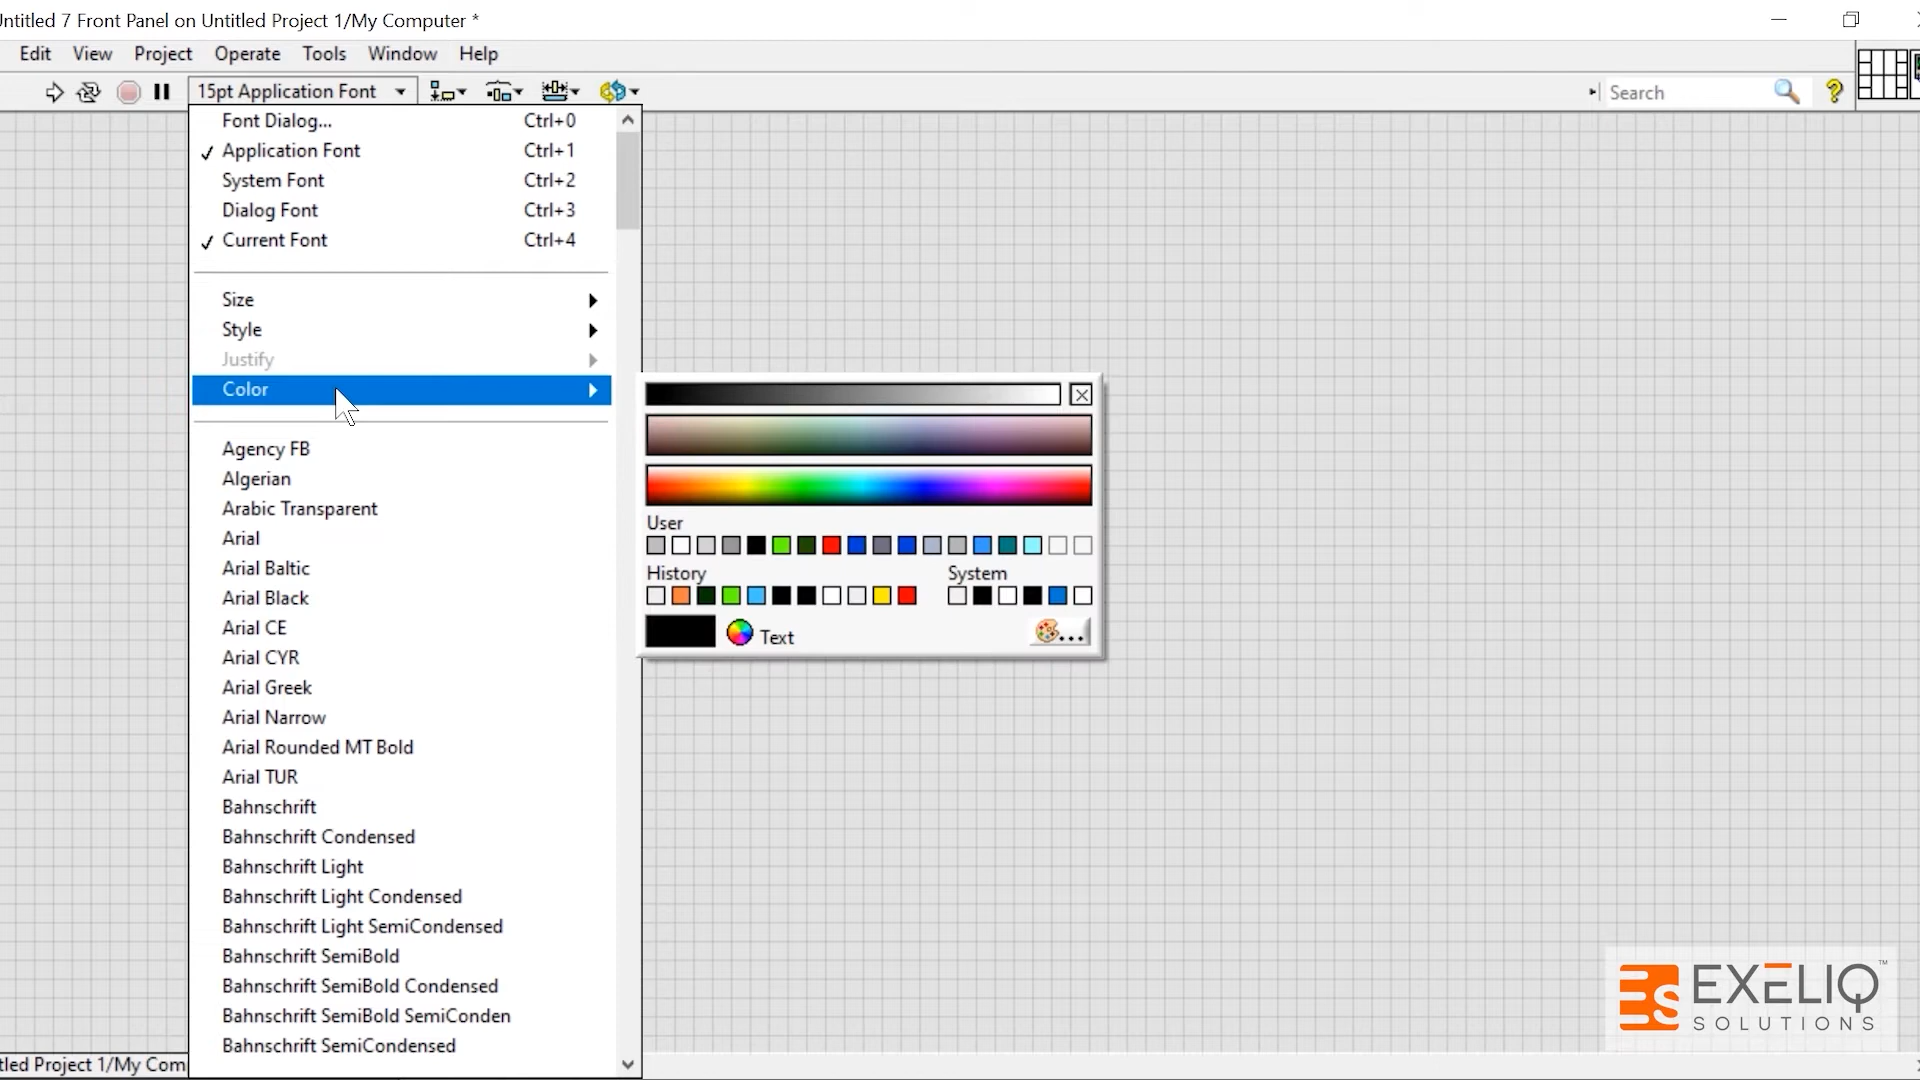 Untitled 7 Front Panel on Untitled Project 1/My Computer *
Edit View Project Operate Tools Window Help
15pt Application Font
Search
?
Font Dialog... Ctrl+0
✓ Application Font Ctrl+1
System Font Ctrl+2
Dialog Font Ctrl+3
✓ Current Font Ctrl+4
Size
Style
Justify
Color
Agency FB
Algerian
Arabic Transparent
Arial
Arial Baltic
Arial Black
Arial CE
Arial CYR
Arial Greek
Arial Narrow
Arial Rounded MT Bold
Arial TUR
Bahnschrift
Bahnschrift Condensed
Bahnschrift Light
Bahnschrift Light Condensed
Bahnschrift Light SemiCondensed
Bahnschrift SemiBold
Bahnschrift SemiBold Condensed
Bahnschrift SemiBold SemiConden
Bahnschrift SemiCondensed
User
History System
Text ...
tled Project 1/My Com
EXELIQ™
SOLUTIONS